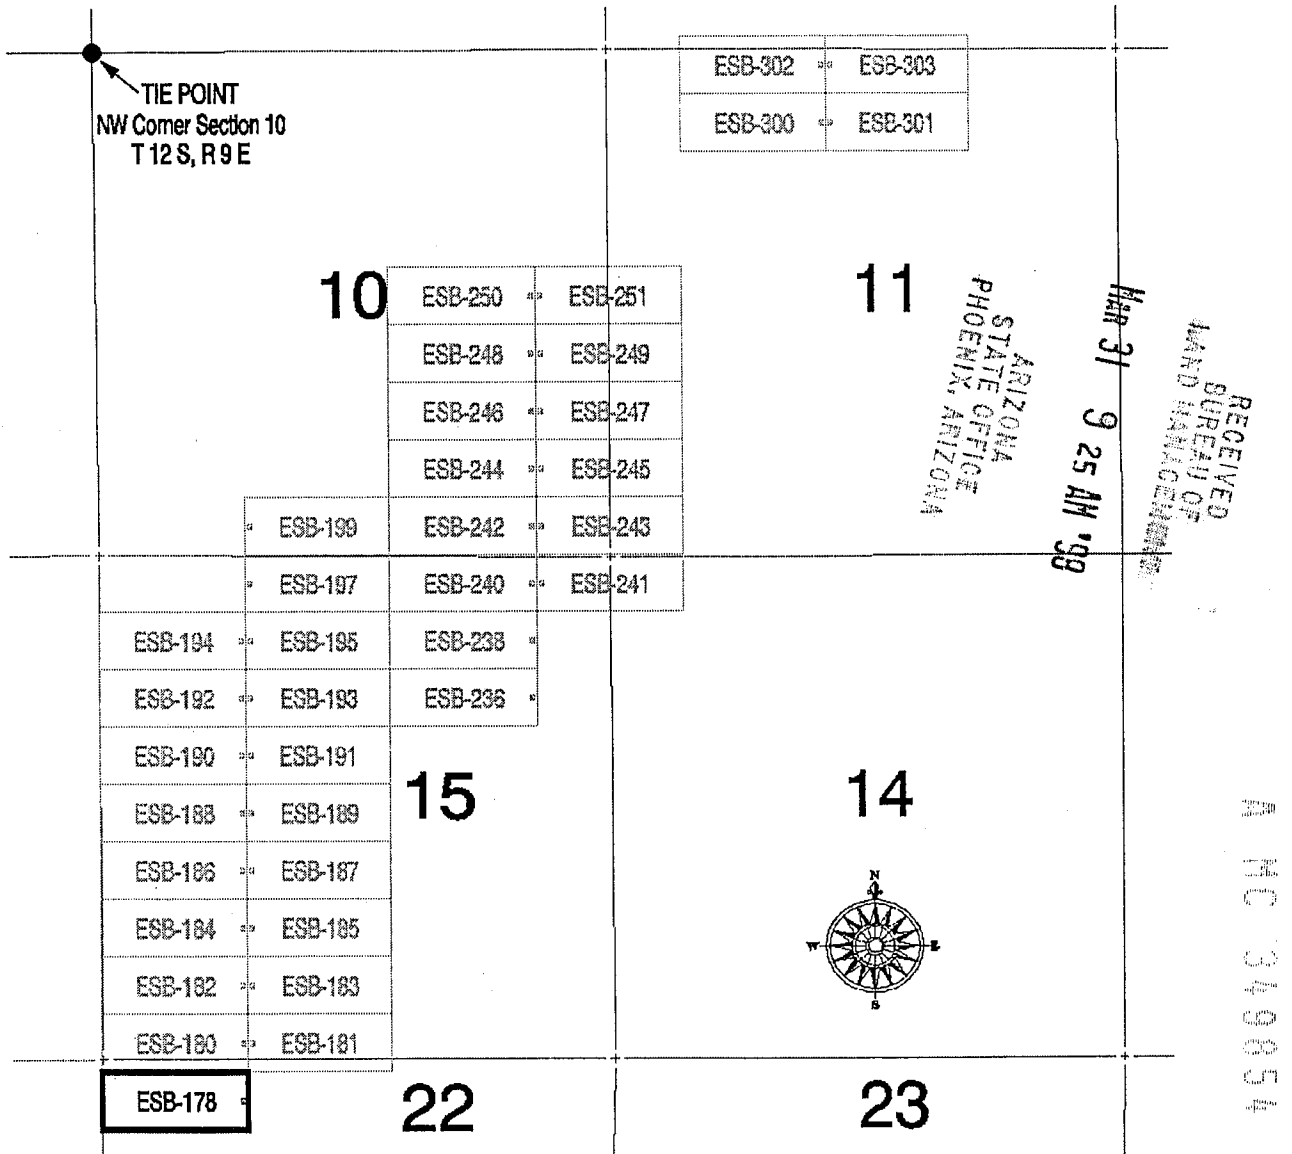 TIE POINT
NW Corner Section 10
T 12 S, R 9 E
ESB-302 ESB-303
ESB-300 ESB-301
10
11
ESB-250 ESB-251
ESB-248 ESB-249
ESB-246 ESB-247
ESB-244 ESB-245
ESB-199 ESB-242 ESB-243
ESB-197 ESB-240 ESB-241
ESB-194 ESB-195 ESB-238
ESB-192 ESB-193 ESB-236
ESB-190 ESB-191
ESB-188 ESB-189
ESB-186 ESB-187
ESB-184 ESB-185
ESB-182 ESB-183
ESB-180 ESB-181
ESB-178
15
14
22
23
N
W E
S
RECEIVED
BUREAU OF
LAND MANAGEMENT
MAR 31 9 25 AM '99
ARIZONA
STATE OFFICE
PHOENIX, ARIZONA
A MC 349854